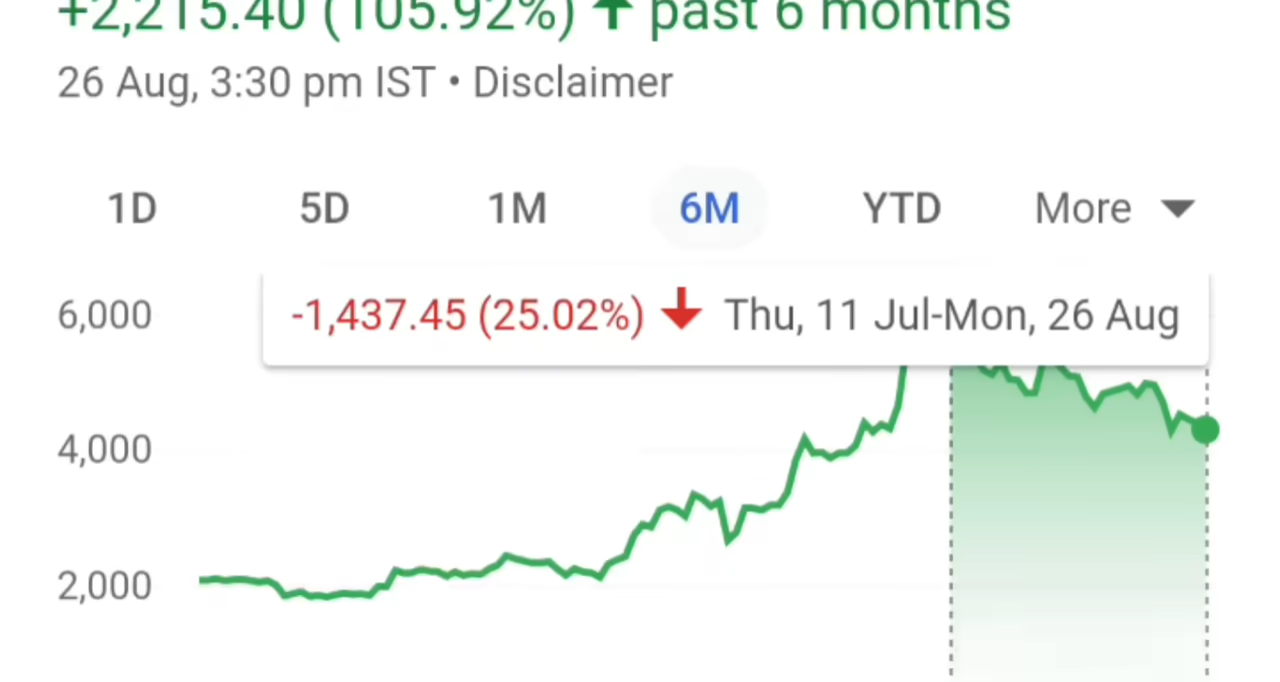 +2,215.40 (105.92%) ↑ past 6 months
26 Aug, 3:30 pm IST • Disclaimer
1D 5D 1M 6M YTD More
6,000
-1,437.45 (25.02%) ↓ Thu, 11 Jul-Mon, 26 Aug
4,000
2,000